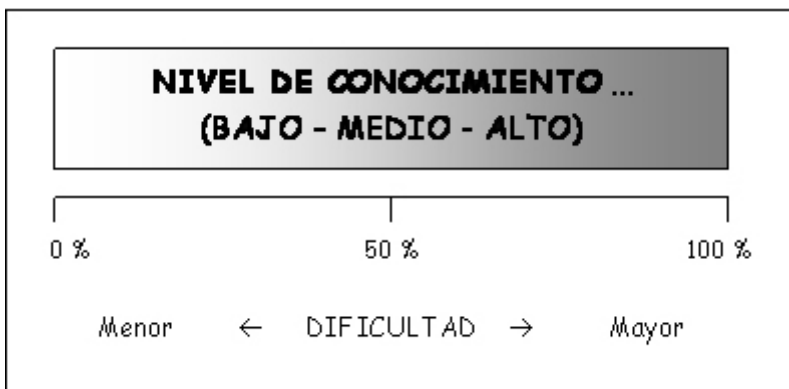 NIVEL DE CONOCIMIENTO ...
(BAJO - MEDIO - ALTO)
0 % 50 % 100 %
Menor ← DIFICULTAD → Mayor